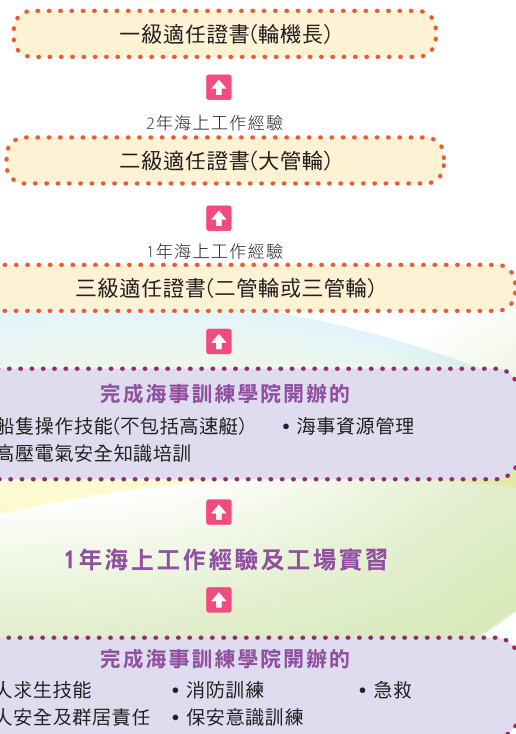 一級適任證書(輪機長)
2年海上工作經驗
二級適任證書(大管輪)
1年海上工作經驗
三級適任證書(二管輪或三管輪)
完成海事訓練學院開辦的
船隻操作技能(不包括高速艇) • 海事資源管理
高壓電氣安全知識培訓
1年海上工作經驗及工場實習
完成海事訓練學院開辦的
人求生技能 • 消防訓練 • 急救
人安全及群居責任 • 保安意識訓練